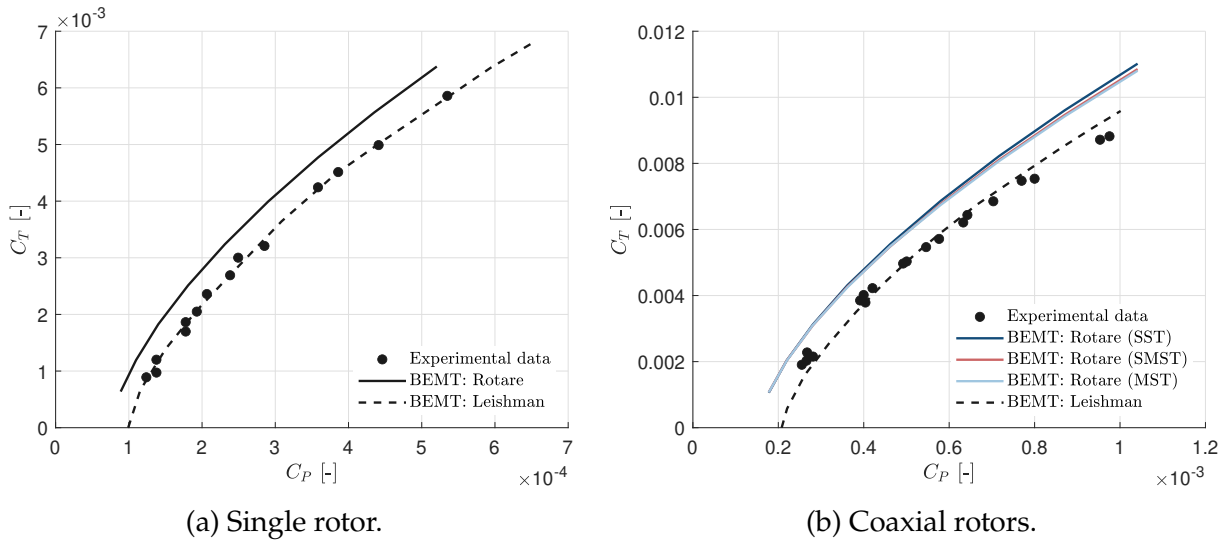 ×10⁻³
7
6
5
4
3
2
1
0
C_T [-]
Experimental data
BEMT: Rotare
BEMT: Leishman
0 1 2 3 4 5 6 7
C_P [-]
×10⁻⁴
(a) Single rotor.
0.012
0.01
0.008
0.006
0.004
0.002
0
C_T [-]
Experimental data
BEMT: Rotare (SST)
BEMT: Rotare (SMST)
BEMT: Rotare (MST)
BEMT: Leishman
0 0.2 0.4 0.6 0.8 1 1.2
C_P [-]
×10⁻³
(b) Coaxial rotors.